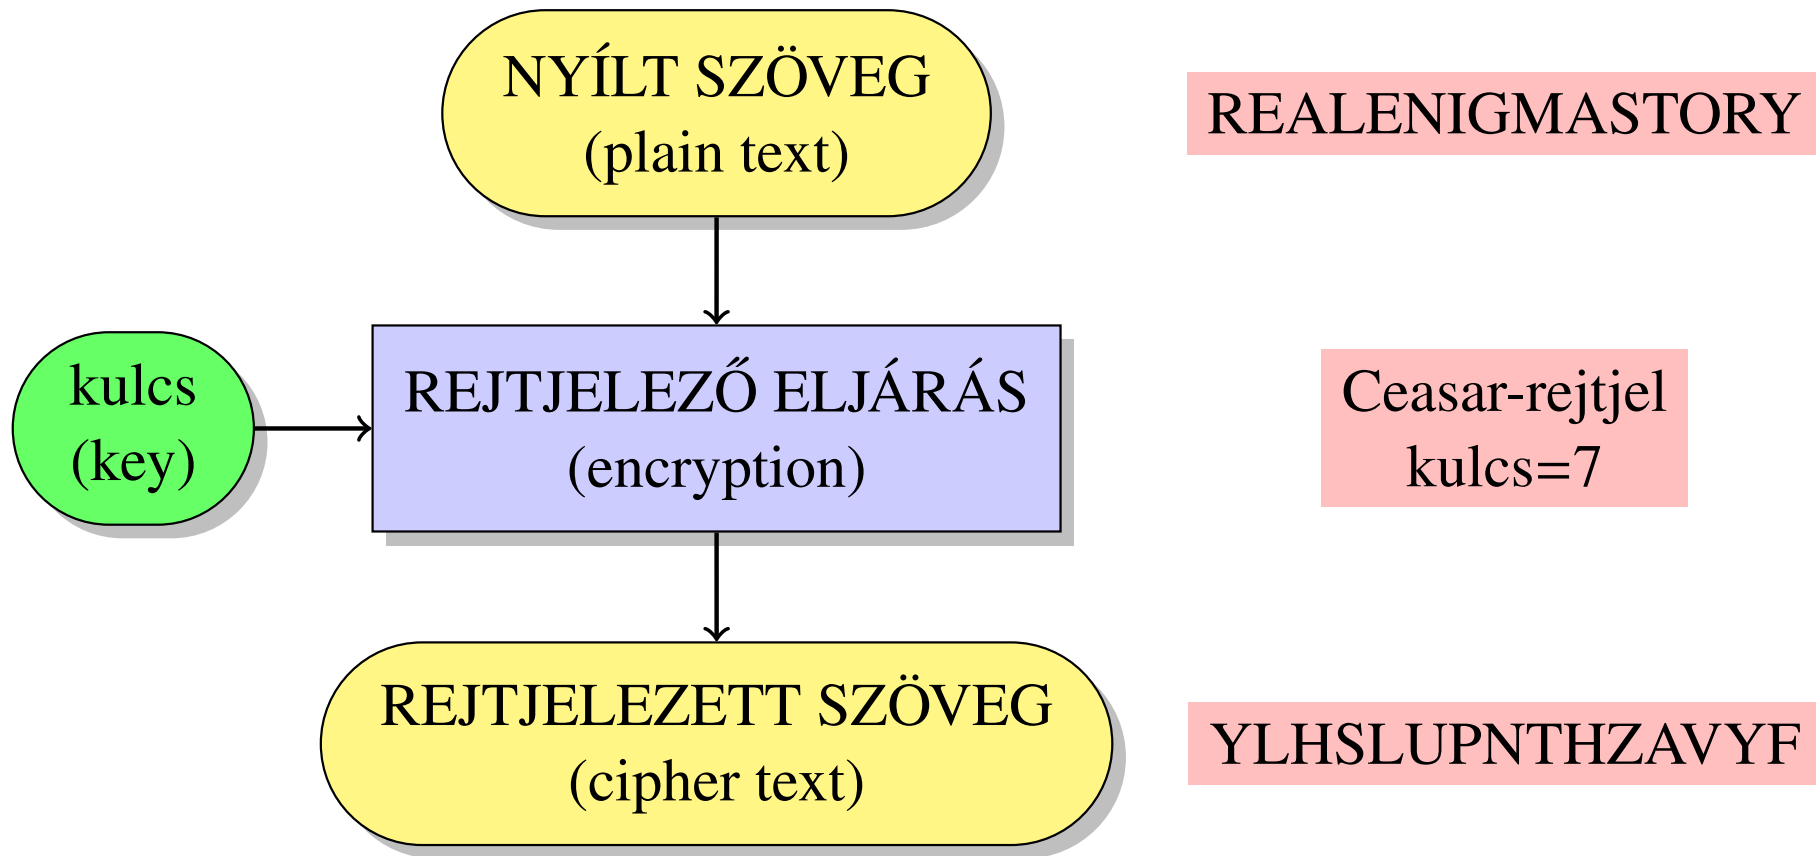 NYÍLT SZÖVEG
(plain text)
REALENIGMASTORY
kulcs
(key)
REJTJELEZŐ ELJÁRÁS
(encryption)
Ceasar-rejtjel
kulcs=7
REJTJELEZETT SZÖVEG
(cipher text)
YLHSLUPNTHZAVYF